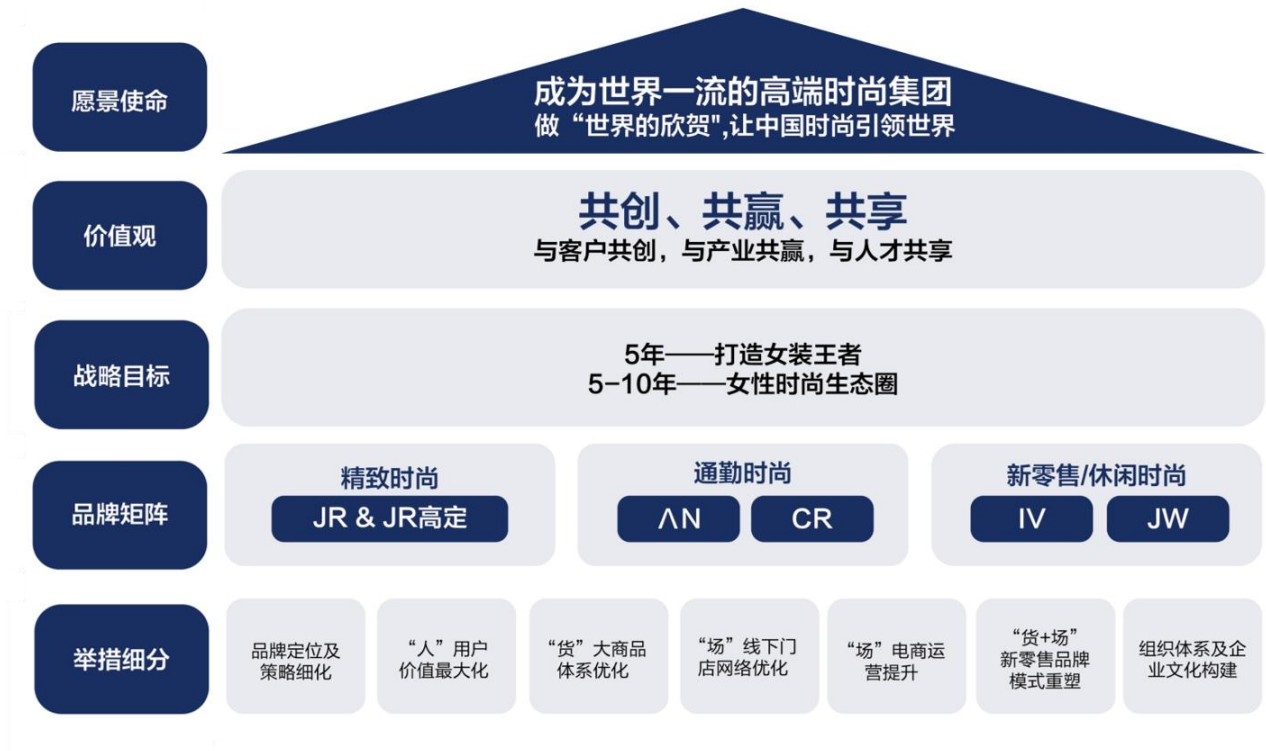 愿景使命
成为世界一流的高端时尚集团
做“世界的欣贺",让中国时尚引领世界
价值观
共创、共赢、共享
与客户共创，与产业共赢，与人才共享
战略目标
5年——打造女装王者
5-10年——女性时尚生态圈
品牌矩阵
精致时尚
JR & JR高定
通勤时尚
ΛN
CR
新零售/休闲时尚
IV
JW
举措细分
品牌定位及
策略细化
“人”用户
价值最大化
“货”大商品
体系优化
“场”线下门
店网络优化
“场”电商运
营提升
“货+场”
新零售品牌
模式重塑
组织体系及企
业文化构建